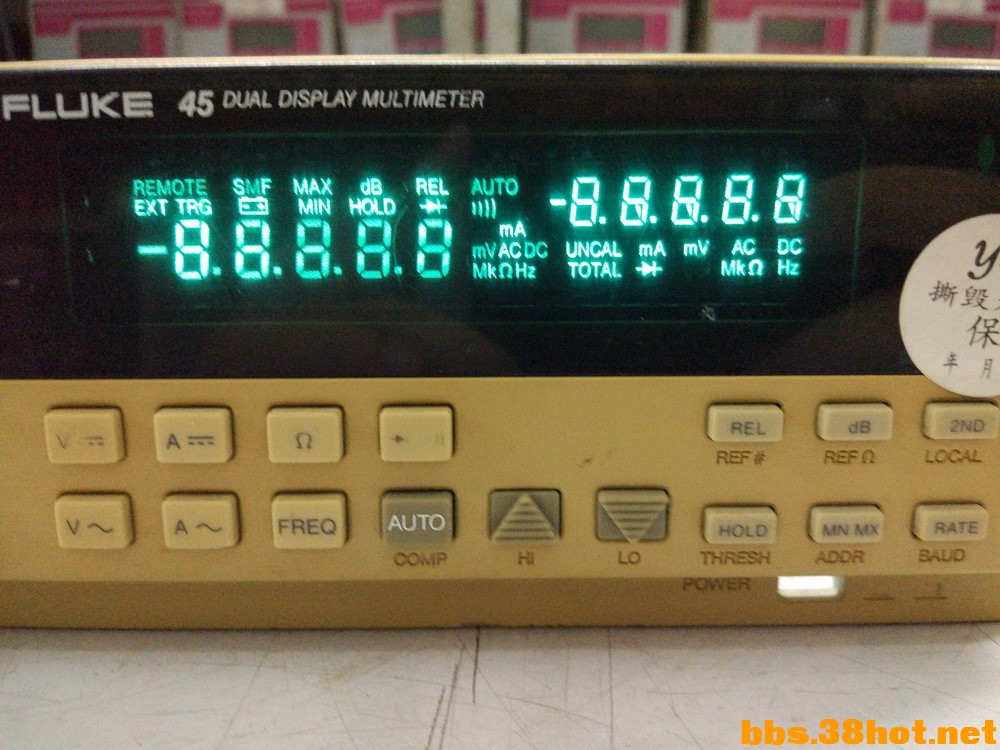 FLUKE 45 DUAL DISPLAY MULTIMETER
REMOTE SMF MAX dB REL AUTO
EXT TRG MIN HOLD
-8.8.8.8.8 mA
mV AC DC
MkΩHz
-8.8.8.8.8
UNCAL mA mV AC DC
TOTAL MkΩ Hz
撕毁
保
年 月
V A Ω
REL dB 2ND
REF # REF Ω LOCAL
V~ A~ FREQ AUTO HOLD MN MX RATE
COMP HI LO THRESH ADDR BAUD
POWER
bbs.38hot.net